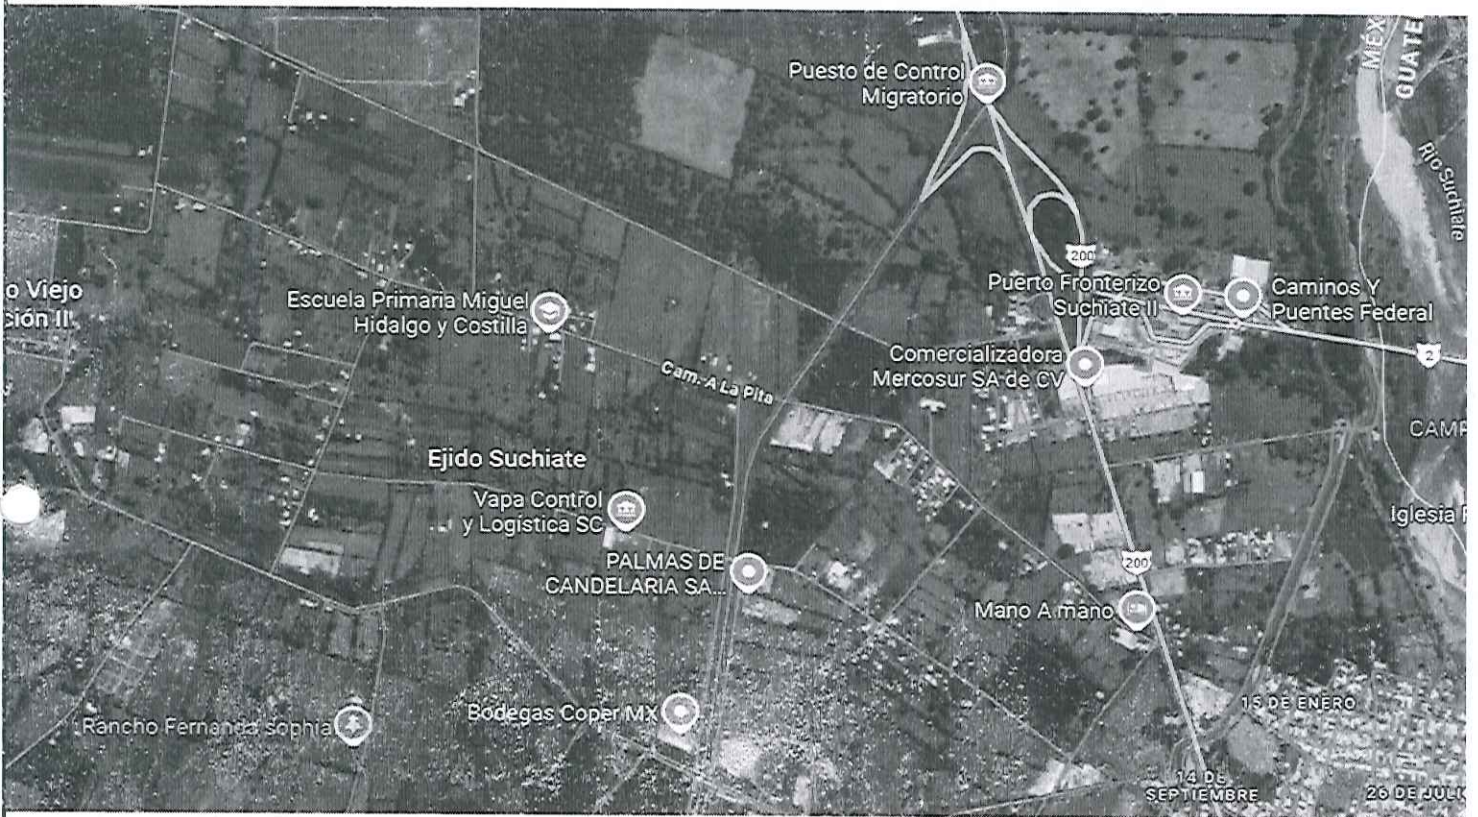 MÉX
GUATE
Puesto de Control
Migratorio
Río Suchiate
200
Puerto Fronterizo
Suchiate II
Caminos Y
Puentes Federal
o Viejo
ción II
Escuela Primaria Miguel
Hidalgo y Costilla
Comercializadora
Mercosur SA de CV
2
Cam. A La Pita
CAMP
Ejido Suchiate
Vapa Control
y Logística SC
Iglesia
PALMAS DE
CANDELARIA SA...
200
Mano A mano
Rancho Fernanda sophia
Bodegas Coper MX
15 DE ENERO
14 DE
SEPTIEMBRE
26 DE JULI